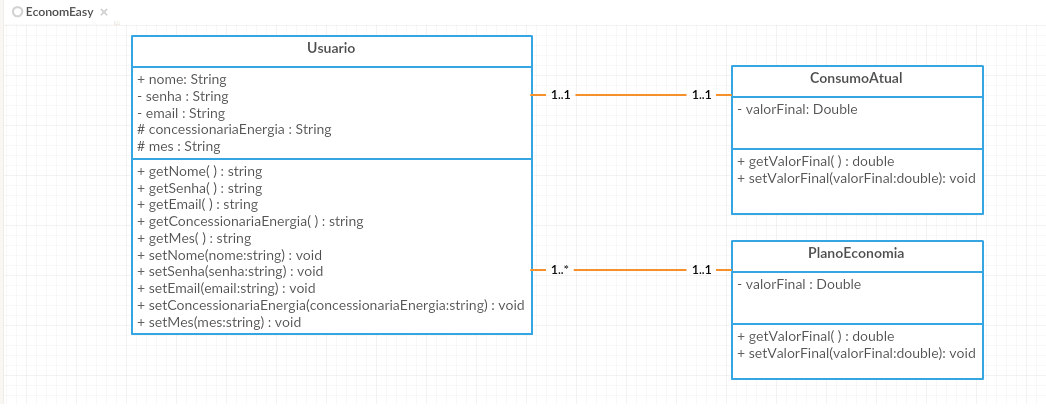 EconomEasy
Usuario
+ nome: String
- senha : String
- email : String
# concessionariaEnergia : String
# mes : String
+ getNome( ) : string
+ getSenha( ) : string
+ getEmail( ) : string
+ getConcessionariaEnergia( ) : string
+ getMes( ) : string
+ setNome(nome:string) : void
+ setSenha(senha:string) : void
+ setEmail(email:string) : void
+ setConcessionariaEnergia(concessionariaEnergia:string) : void
+ setMes(mes:string) : void
1..1
1..1
ConsumoAtual
- valorFinal: Double
+ getValorFinal( ) : double
+ setValorFinal(valorFinal:double): void
1..*
1..1
PlanoEconomia
- valorFinal : Double
+ getValorFinal( ) : double
+ setValorFinal(valorFinal:double): void